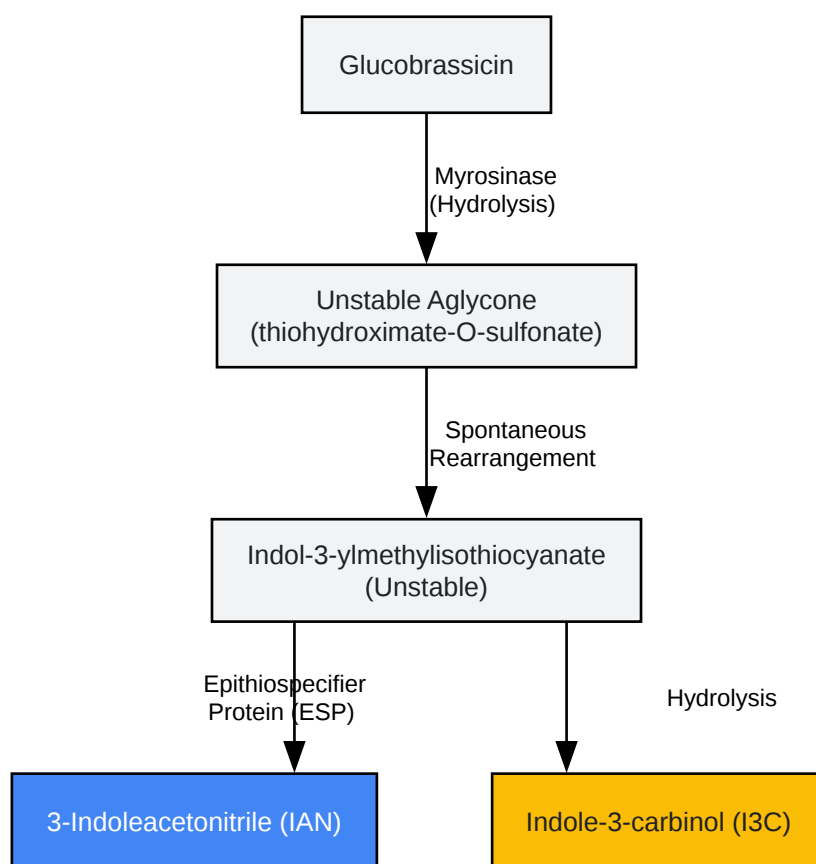 Glucobrassicin
Myrosinase
(Hydrolysis)
Unstable Aglycone
(thiohydroximate-O-sulfonate)
Spontaneous
Rearrangement
Indol-3-ylmethylisothiocyanate
(Unstable)
Epithiospecifier
Protein (ESP)
Hydrolysis
3-Indoleacetonitrile (IAN)
Indole-3-carbinol (I3C)